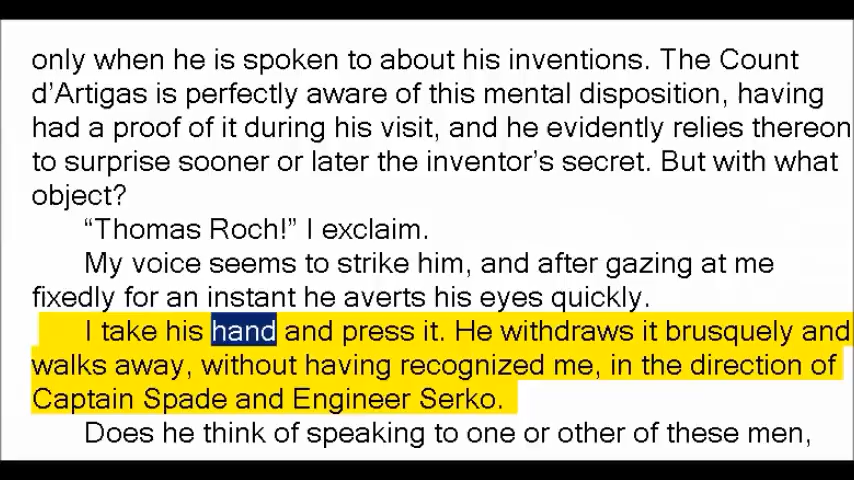 only when he is spoken to about his inventions. The Count
d’Artigas is perfectly aware of this mental disposition, having
had a proof of it during his visit, and he evidently relies thereon
to surprise sooner or later the inventor’s secret. But with what
object?
“Thomas Roch!” I exclaim.
My voice seems to strike him, and after gazing at me
fixedly for an instant he averts his eyes quickly.
I take his hand and press it. He withdraws it brusquely and
walks away, without having recognized me, in the direction of
Captain Spade and Engineer Serko.
Does he think of speaking to one or other of these men,